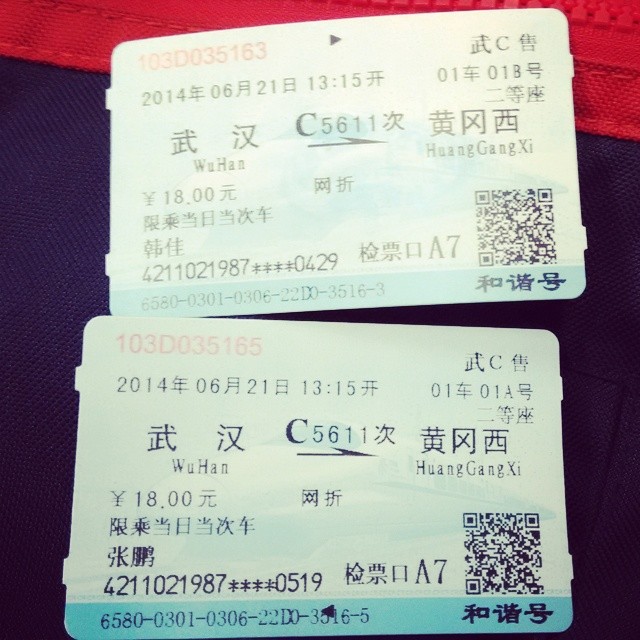 103D035163
武C 售
2014年06月21日 13:15开
01车 01B号
二等座
武 汉 C5611次 黄冈西
WuHan HuangGangXi
¥18.00元 网折
限乘当日当次车
韩佳
4211021987****0429 检票口A7
6580-0301-0306-22D0-3516-3 和谐号
103D035165
武C 售
2014年06月21日 13:15开
01车 01A号
二等座
武 汉 C5611次 黄冈西
WuHan HuangGangXi
¥18.00元 网折
限乘当日当次车
张鹏
4211021987****0519 检票口A7
6580-0301-0306-22D0-3516-5 和谐号